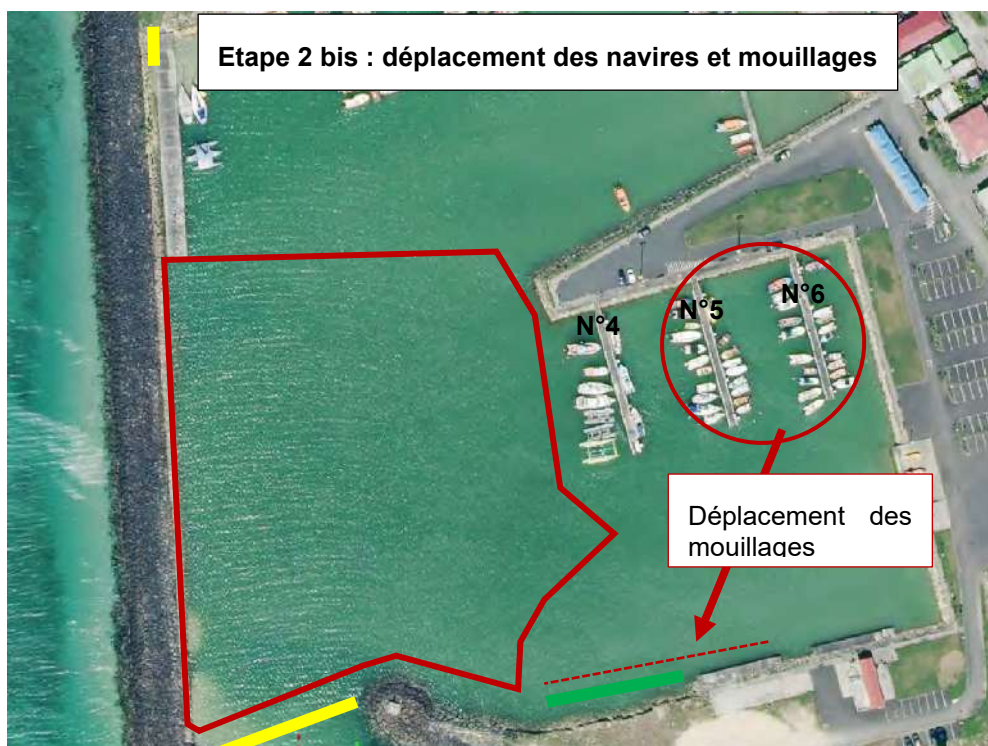 Etape 2 bis : déplacement des navires et mouillages
N°4
N°5
N°6
Déplacement des
mouillages